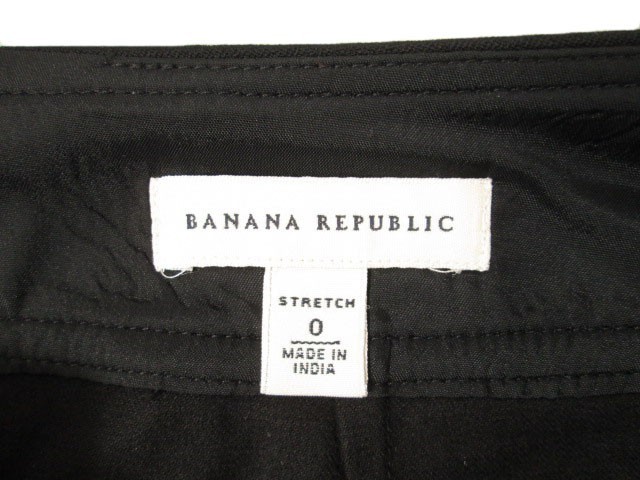 BANANA REPUBLIC
STRETCH
0
MADE IN
INDIA